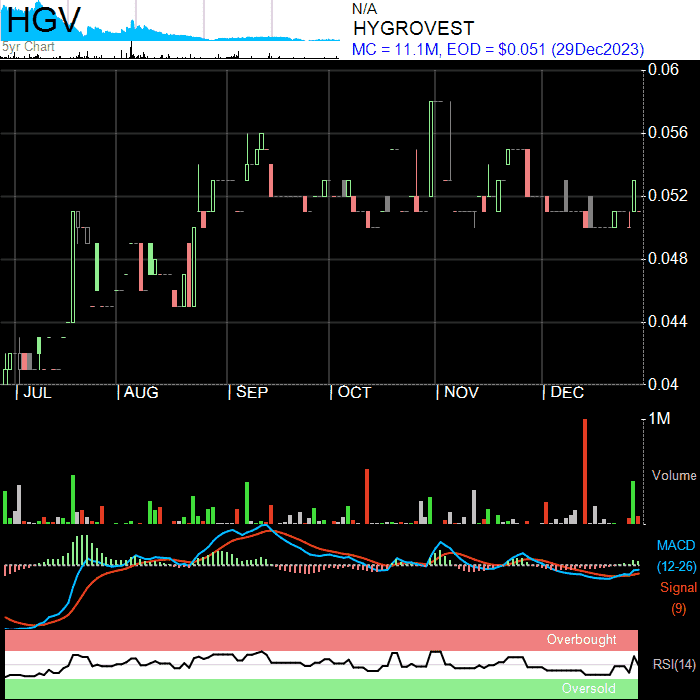 HGV
5yr Chart
N/A
HYGROVEST
MC = 11.1M, EOD = $0.051 (29Dec2023)
0.06
0.056
0.052
0.048
0.044
0.04
JUL AUG SEP OCT NOV DEC
1M
Volume
MACD
(12-26)
Signal
(9)
Overbought
RSI(14)
Oversold